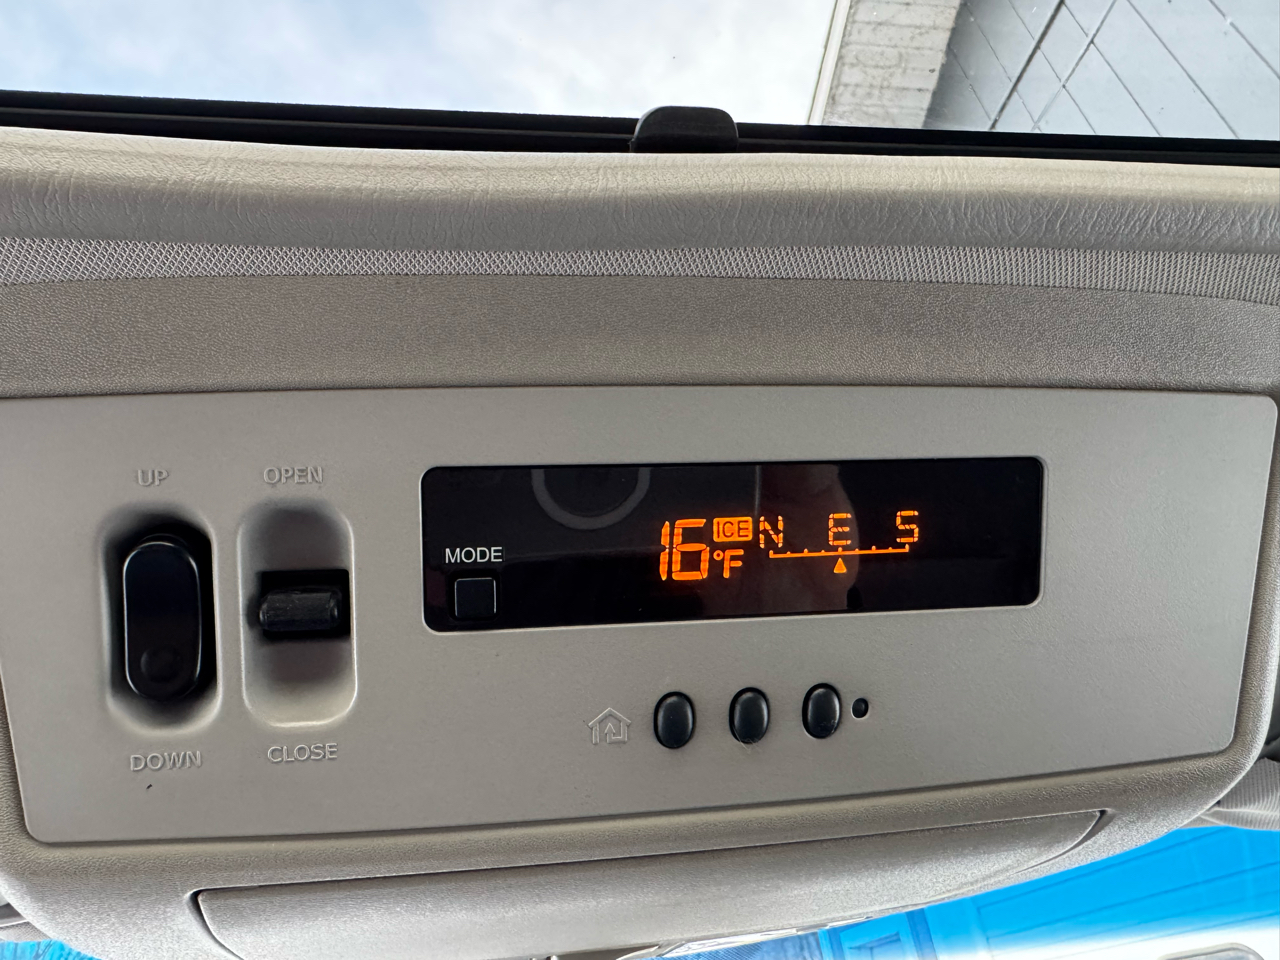 UP
OPEN
MODE
16 ICE °F
N E S
DOWN
CLOSE